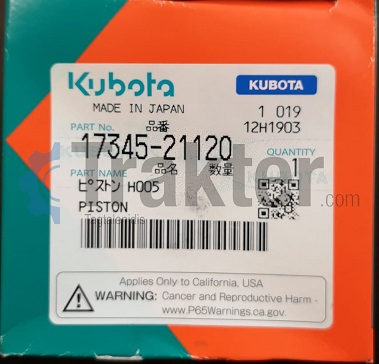 Kubota
KUBOTA
MADE IN JAPAN
1 019
PART No. 品番
12H1903
17345-21120
品名 数量
QUANTITY
PART NAME
1
ピストン H005
PISTON
Trakter.com
Applies Only to California, USA
WARNING: Cancer and Reproductive Harm -
www.P65Warnings.ca.gov.